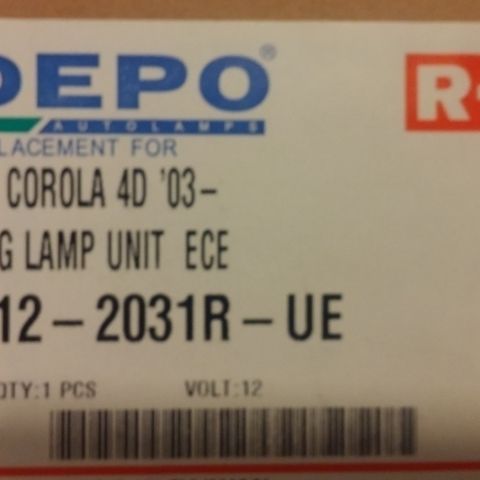 DEPO®
R-
AUTOLAMPS
LACEMENT FOR
COROLA 4D '03-
G LAMP UNIT ECE
12-2031R-UE
QTY:1 PCS VOLT:12